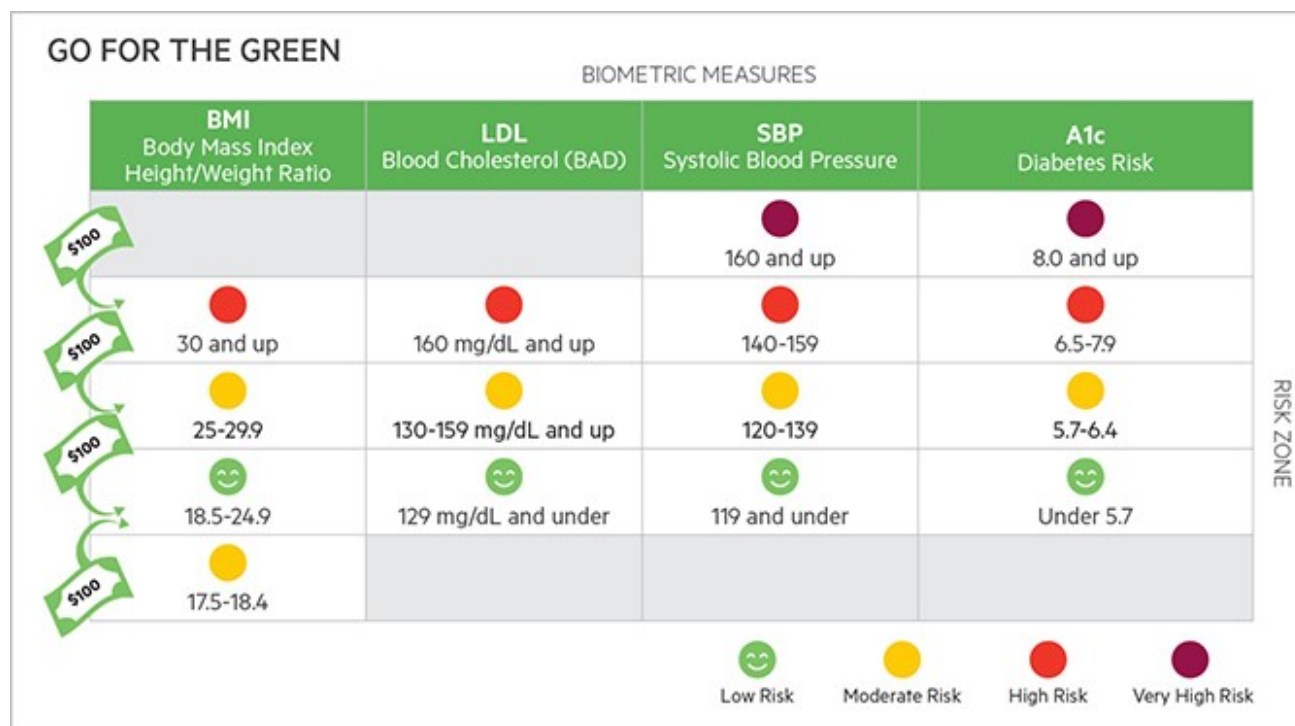 GO FOR THE GREEN
BIOMETRIC MEASURES
BMI
Body Mass Index
Height/Weight Ratio
LDL
Blood Cholesterol (BAD)
SBP
Systolic Blood Pressure
A1c
Diabetes Risk
$100
160 and up
8.0 and up
$100
30 and up
160 mg/dL and up
140-159
6.5-7.9
$100
25-29.9
130-159 mg/dL and up
120-139
5.7-6.4
18.5-24.9
129 mg/dL and under
119 and under
Under 5.7
$100
17.5-18.4
RISK ZONE
Low Risk
Moderate Risk
High Risk
Very High Risk